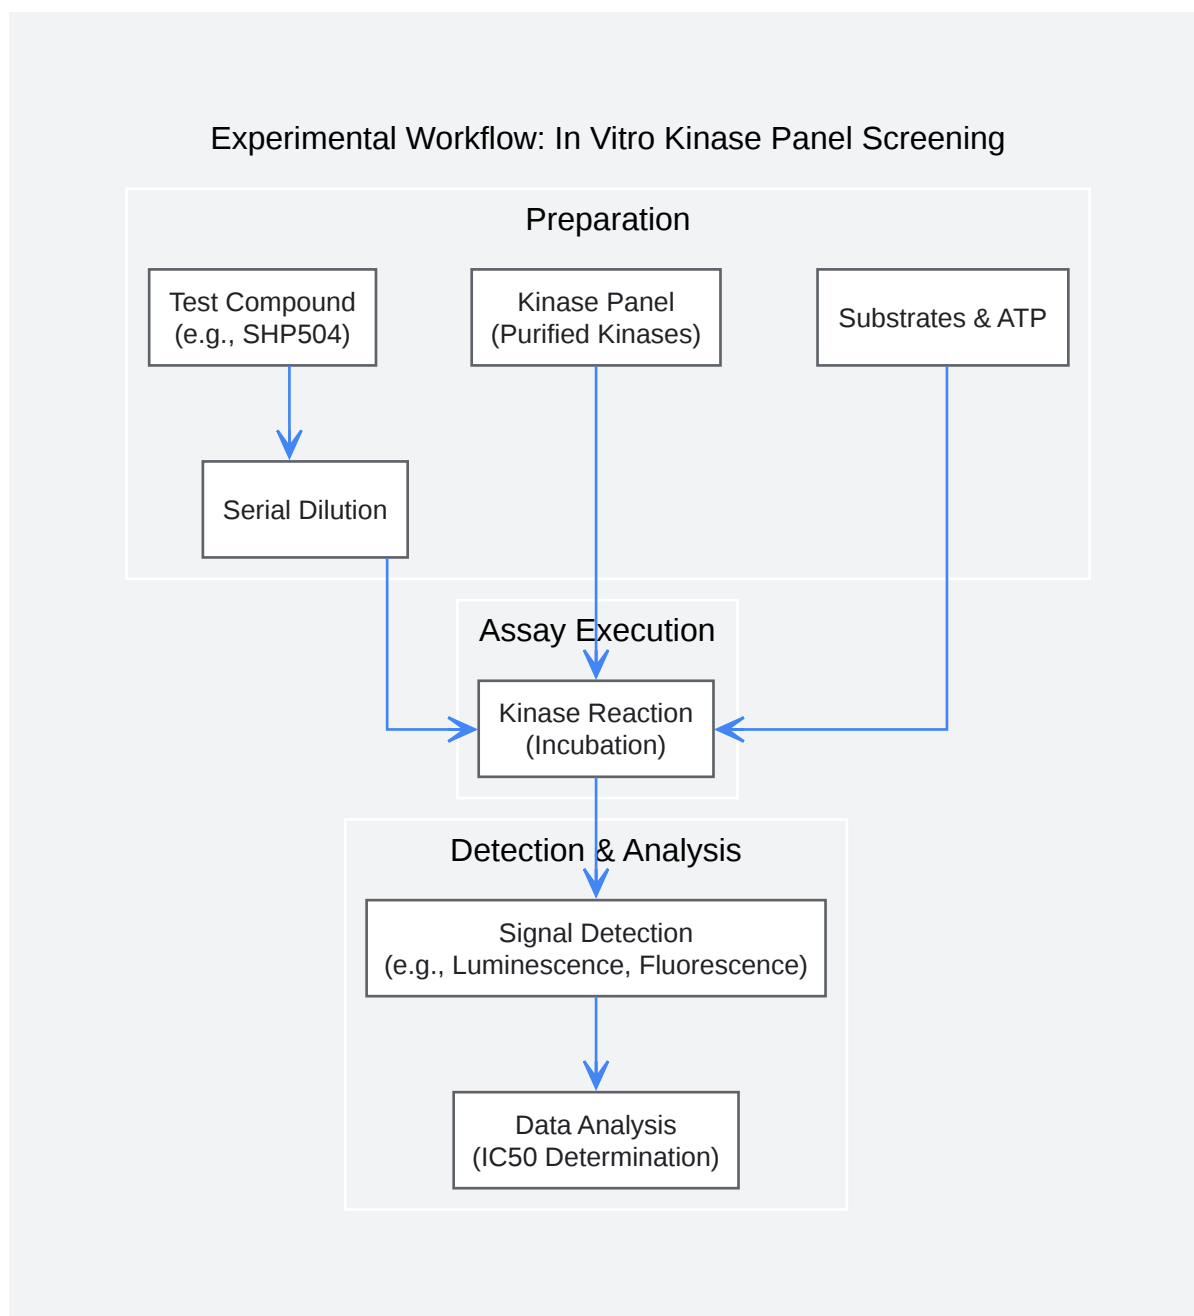 Experimental Workflow: In Vitro Kinase Panel Screening
Preparation
Test Compound
(e.g., SHP504)
Kinase Panel
(Purified Kinases)
Substrates & ATP
Serial Dilution
Assay Execution
Kinase Reaction
(Incubation)
Detection & Analysis
Signal Detection
(e.g., Luminescence, Fluorescence)
Data Analysis
(IC50 Determination)